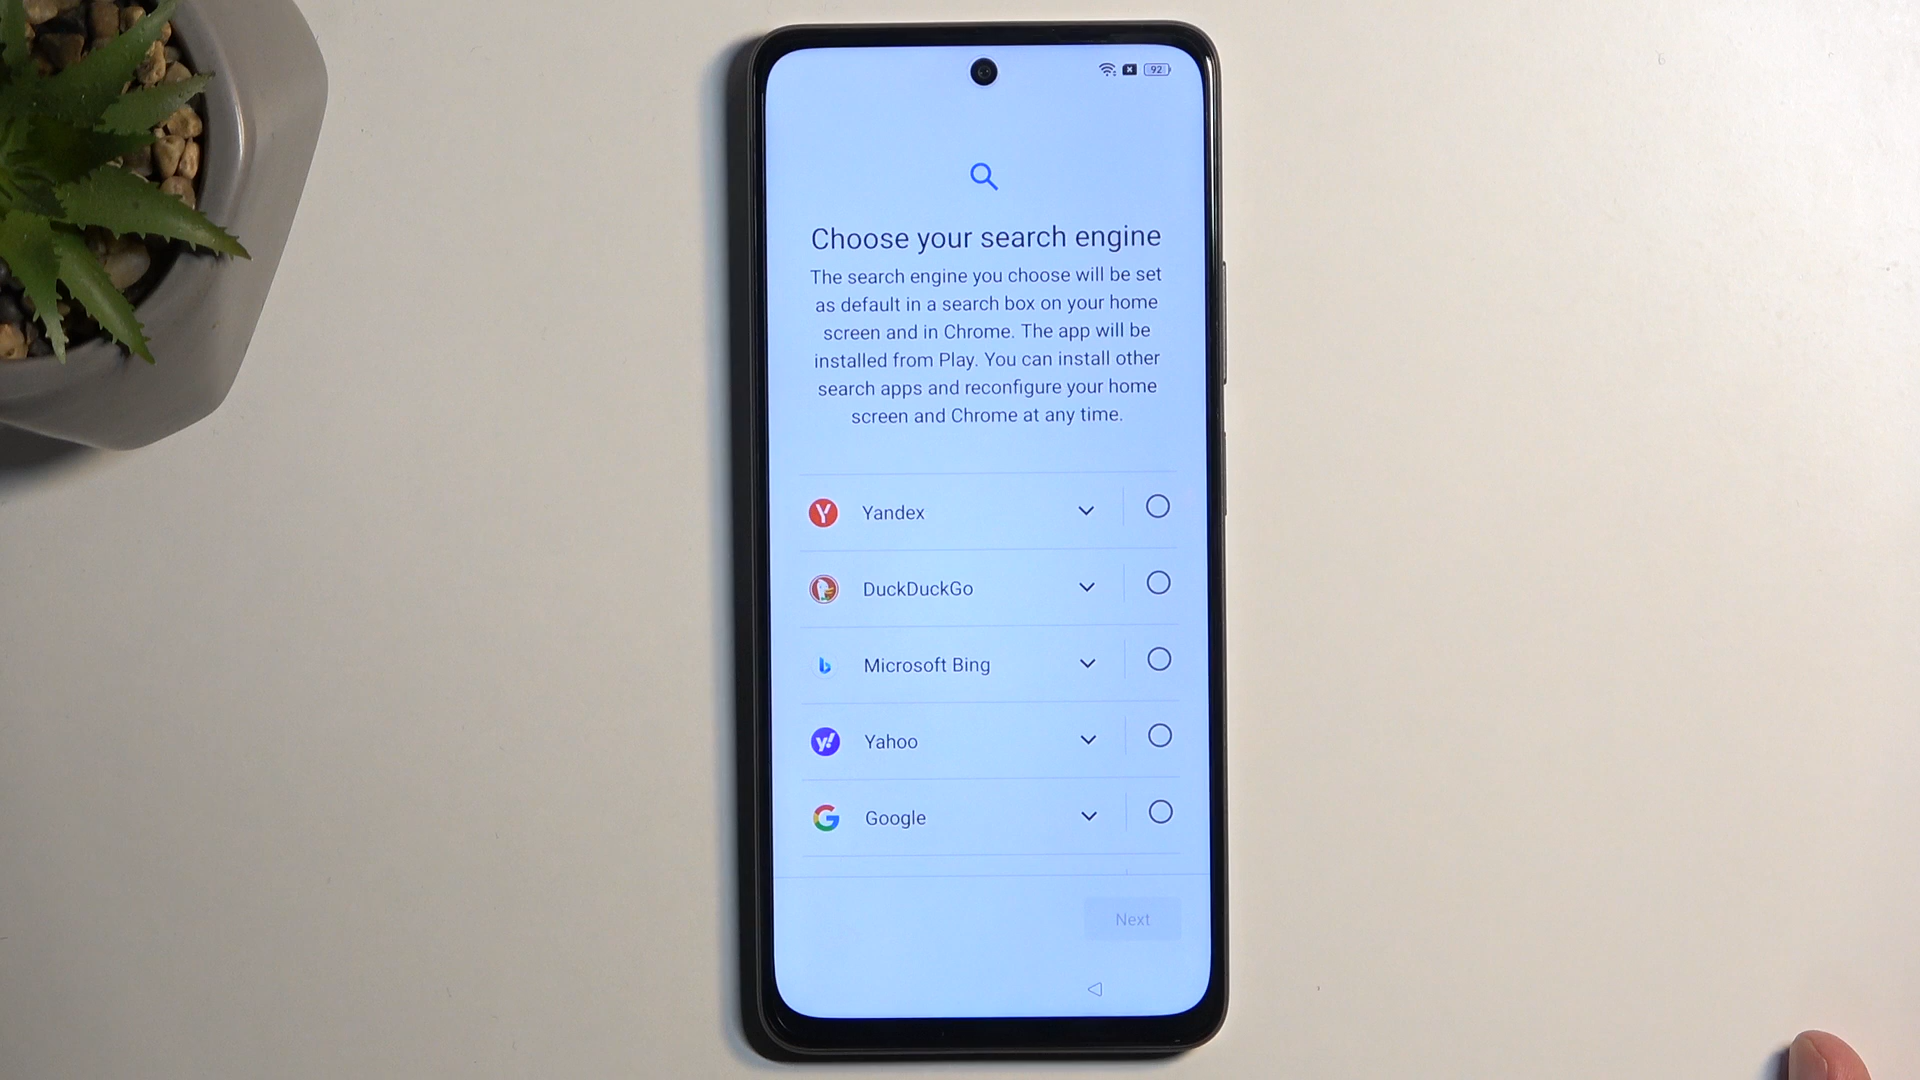 92
Choose your search engine
The search engine you choose will be set
as default in a search box on your home
screen and in Chrome. The app will be
installed from Play. You can install other
search apps and reconfigure your home
screen and Chrome at any time.
Yandex
DuckDuckGo
Microsoft Bing
Yahoo
Google
Next